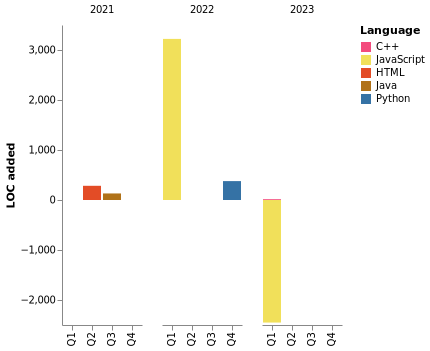 2021 2022 2023
Language
C++
JavaScript
HTML
Java
Python
LOC added
3,000
2,000
1,000
0
−1,000
−2,000
Q1 Q2 Q3 Q4 Q1 Q2 Q3 Q4 Q1 Q2 Q3 Q4